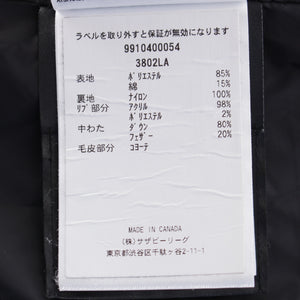 ラベルを取り外すと保証が無効になります
9910400054
3802LA
表地 ポリエステル 85%
綿 15%
裏地 ナイロン 100%
リブ部分 アクリル 98%
ポリエステル 2%
中わた ダウン 80%
フェザー 20%
毛皮部分 コヨーテ
MADE IN CANADA
(株)サザビーリーグ
東京都渋谷区千駄ヶ谷2-11-1